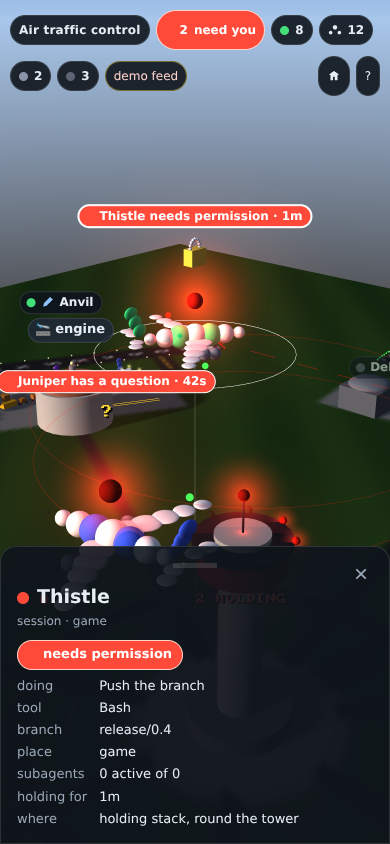 Air traffic control
2 need you
8
12
2
3
demo feed
?
Thistle needs permission · 1m
Anvil
engine
Juniper has a question · 42s
?
Thistle
session · game
needs permission
doing Push the branch
tool Bash
branch release/0.4
place game
subagents 0 active of 0
holding for 1m
where holding stack, round the tower